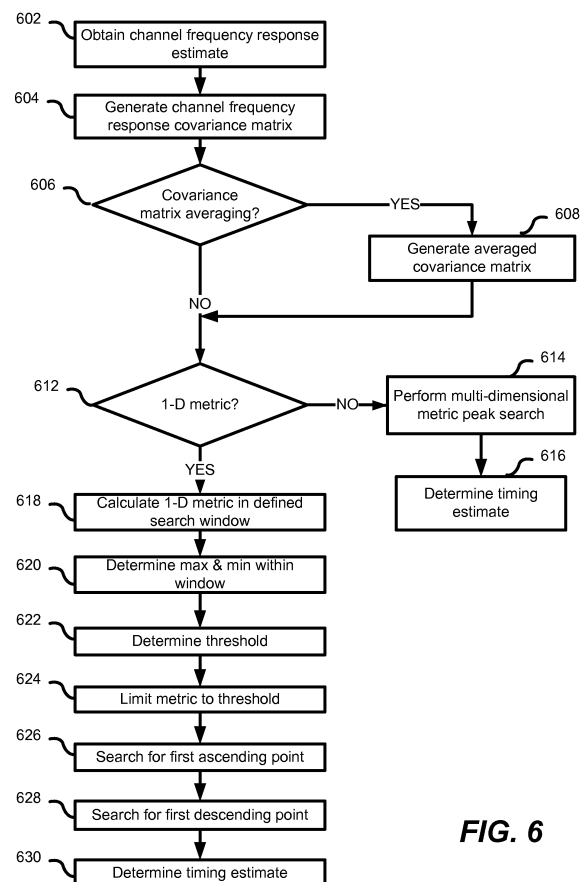 602
Obtain channel frequency response
estimate
604
Generate channel frequency
response covariance matrix
606
Covariance
matrix averaging?
YES
608
Generate averaged
covariance matrix
NO
612
1-D metric?
NO
614
Perform multi-dimensional
metric peak search
616
Determine timing
estimate
YES
618
Calculate 1-D metric in defined
search window
620
Determine max & min within
window
622
Determine threshold
624
Limit metric to threshold
626
Search for first ascending point
628
Search for first descending point
630
Determine timing estimate
FIG. 6